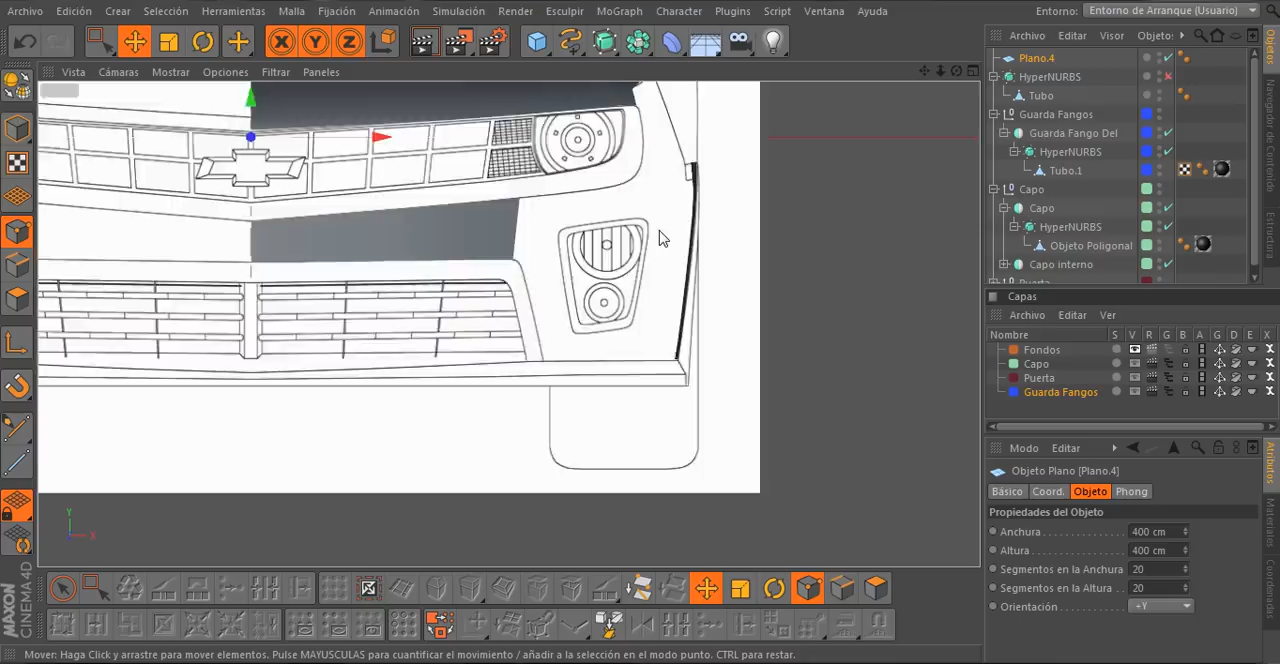 Archivo Edición Crear Selección Herramientas Malla Fijación Animación Simulación Render Esculpir MoGraph Character Plugins Script Ventana Ayuda
Entorno: Entorno de Arranque (Usuario)
X Y Z
Vista Cámaras Mostrar Opciones Filtrar Paneles
Archivo Editar Visor Objeto:
Plano.4
HyperNURBS
Tubo
Guarda Fangos
Guarda Fango Del
HyperNURBS
Tubo.1
Capo
Capo
HyperNURBS
Objeto Poligonal
Capo interno
Puerta
Capas
Archivo Editar Ver
Nombre S V R G B A G D E X
Fondos
Capo
Puerta
Guarda Fangos
Modo Editar
Objeto Plano [Plano.4]
Básico Coord. Objeto Phong
Propiedades del Objeto
Anchura 400 cm
Altura 400 cm
Segmentos en la Anchura 20
Segmentos en la Altura 20
Orientación +Y
Objetos
Navegador de Contenido
Estructura
Atributos
Materiales
Coordenadas
Y
X
MAXON
CINEMA 4D
Mover: Haga Click y arrastre para mover elementos. Pulse MAYUSCULAS para cuantificar el movimiento / añadir a la selección en el modo punto. CTRL para restar.